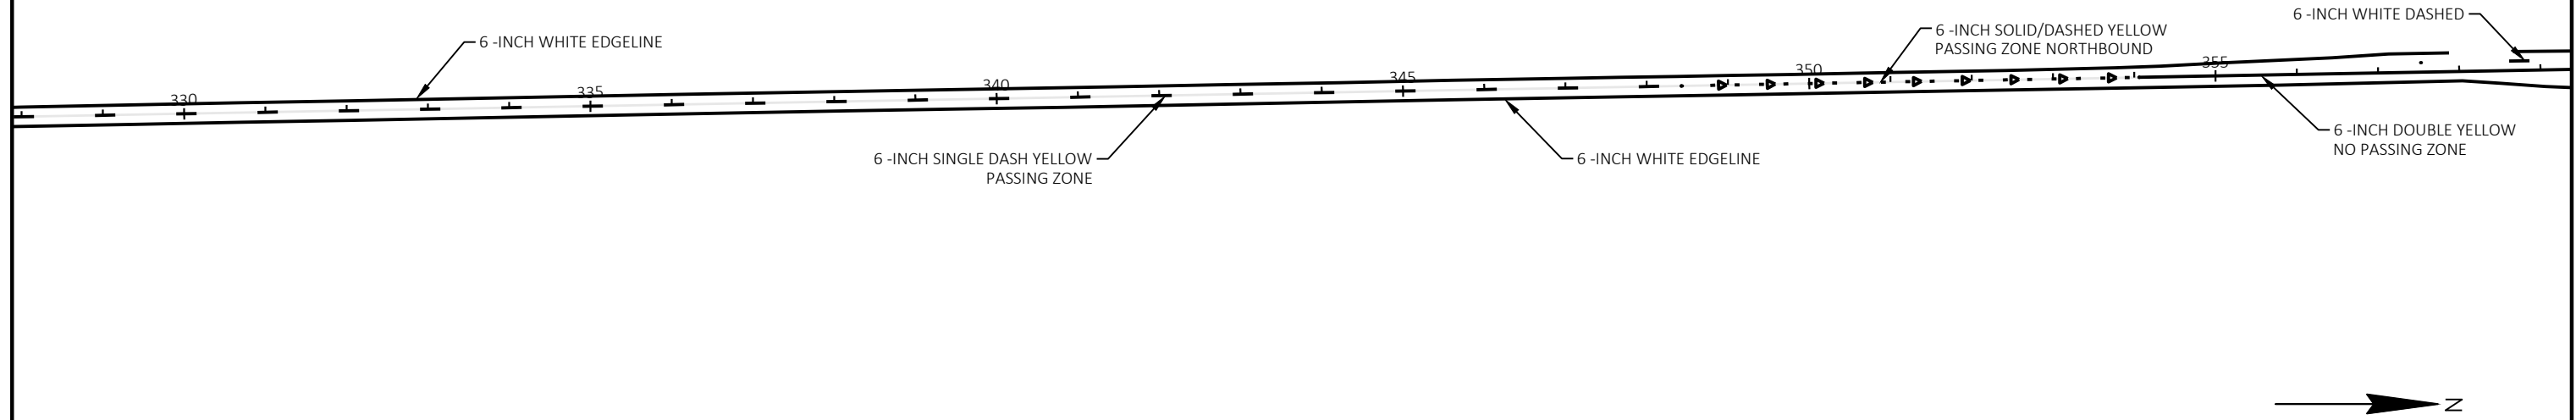 6 -INCH WHITE DASHED
6 -INCH SOLID/DASHED YELLOW
PASSING ZONE NORTHBOUND
6 -INCH WHITE EDGELINE
355
350
345
340
335
330
6 -INCH DOUBLE YELLOW
NO PASSING ZONE
6 -INCH SINGLE DASH YELLOW
PASSING ZONE
6 -INCH WHITE EDGELINE
N